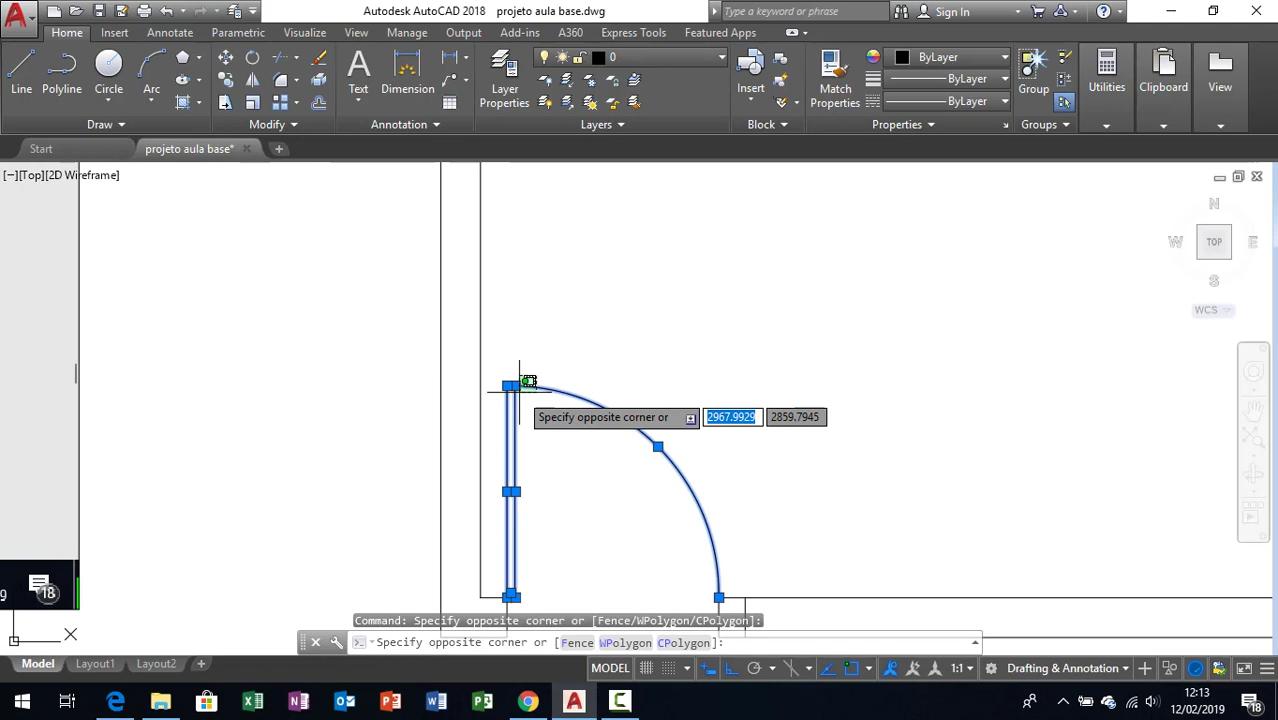 Autodesk AutoCAD 2018 projeto aula base.dwg
Type a keyword or phrase
Sign In
Home Insert Annotate Parametric Visualize View Manage Output Add-ins A360 Express Tools Featured Apps
0
ByLayer
ByLayer
ByLayer
Line Polyline Circle Arc
Text Dimension
Layer Properties
Insert
Match Properties
Group
Utilities Clipboard View
Draw Modify Annotation Layers Block Properties Groups
Start projeto aula base*
[−][Top][2D Wireframe]
N
W TOP E
S
WCS
Specify opposite corner or 2967.9929 2859.7945
9 18
Command: Specify opposite corner or [Fence/WPolygon/CPolygon]:
Specify opposite corner or [Fence WPolygon CPolygon]:
Model Layout1 Layout2
MODEL 1:1 Drafting & Annotation
12:13
12/02/2019
18